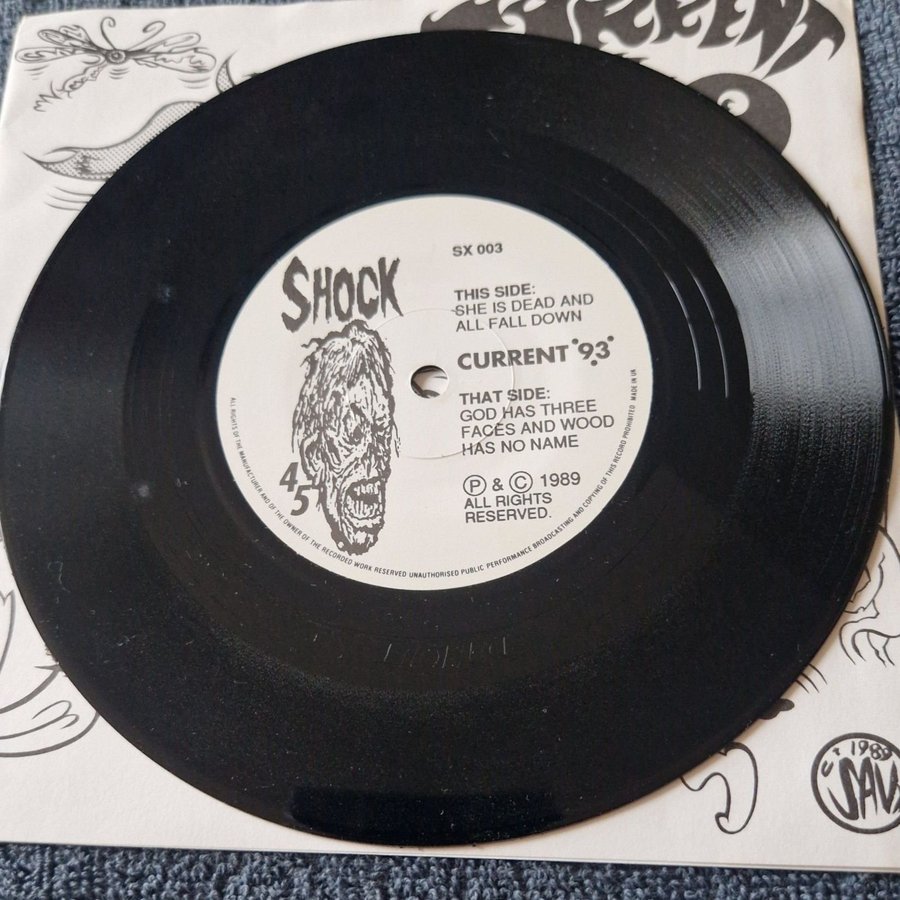 SHOCK
SX 003
THIS SIDE:
SHE IS DEAD AND
ALL FALL DOWN
CURRENT '93'
THAT SIDE:
GOD HAS THREE
FACES AND WOOD
HAS NO NAME
45
Ⓟ & © 1989
ALL RIGHTS
RESERVED.
ALL RIGHTS OF THE MANUFACTURER AND OF THE OWNER OF THE RECORDED WORK RESERVED UNAUTHORISED PUBLIC PERFORMANCE BROADCASTING AND COPYING OF THIS RECORD PROHIBITED MADE IN UK
1989
SAV